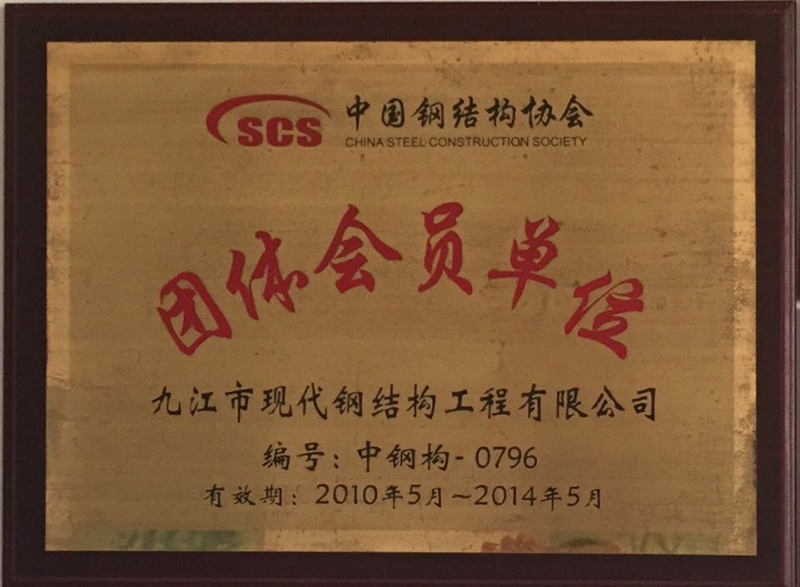 SCS 中国钢结构协会
CHINA STEEL CONSTRUCTION SOCIETY
团体会员单位
九江市现代钢结构工程有限公司
编号：中钢构-0796
有效期：2010年5月～2014年5月